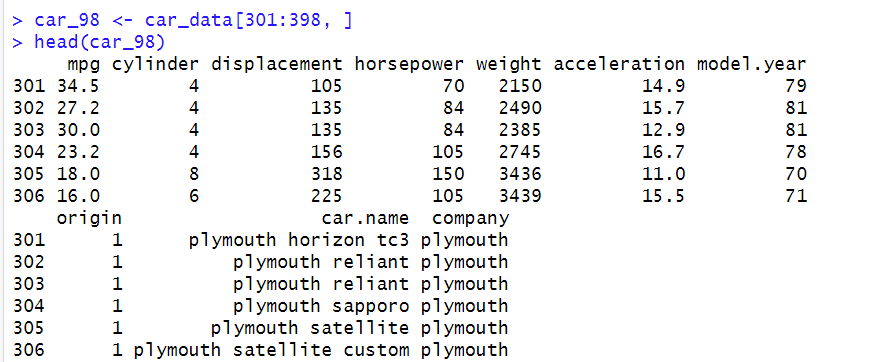 > car_98 <- car_data[301:398, ]
> head(car_98)
     mpg cylinder displacement horsepower weight acceleration model.year
301 34.5        4          105         70   2150         14.9         79
302 27.2        4          135         84   2490         15.7         81
303 30.0        4          135         84   2385         12.9         81
304 23.2        4          156        105   2745         16.7         78
305 18.0        8          318        150   3436         11.0         70
306 16.0        6          225        105   3439         15.5         71
    origin                  car.name  company
301      1      plymouth horizon tc3 plymouth
302      1          plymouth reliant plymouth
303      1          plymouth reliant plymouth
304      1          plymouth sapporo plymouth
305      1        plymouth satellite plymouth
306      1 plymouth satellite custom plymouth